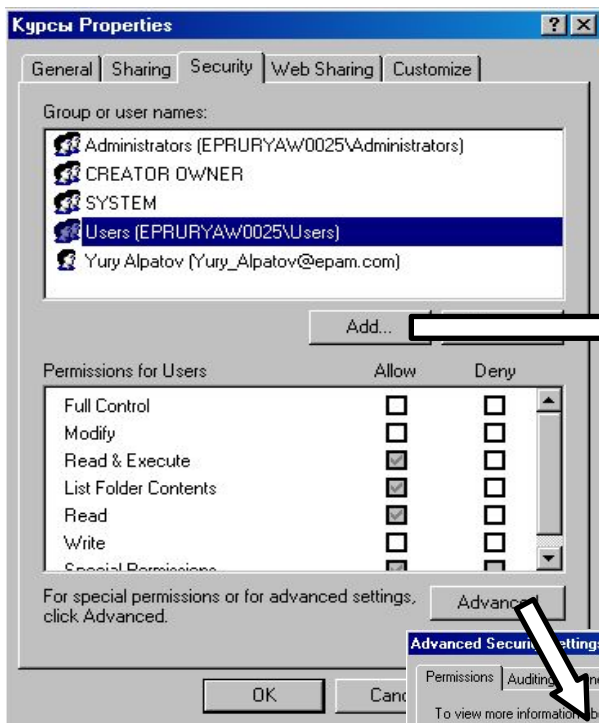 Курсы Properties
General Sharing Security Web Sharing Customize
Group or user names:
Administrators (EPRURYAW0025\Administrators)
CREATOR OWNER
SYSTEM
Users (EPRURYAW0025\Users)
Yury Alpatov (Yury_Alpatov@epam.com)
Add...
Permissions for Users Allow Deny
Full Control
Modify
Read & Execute
List Folder Contents
Read
Write
Special Permissions
For special permissions or for advanced settings,
click Advanced.
Advanced
Advanced Security Settings
Permissions Auditing
OK
To view more information